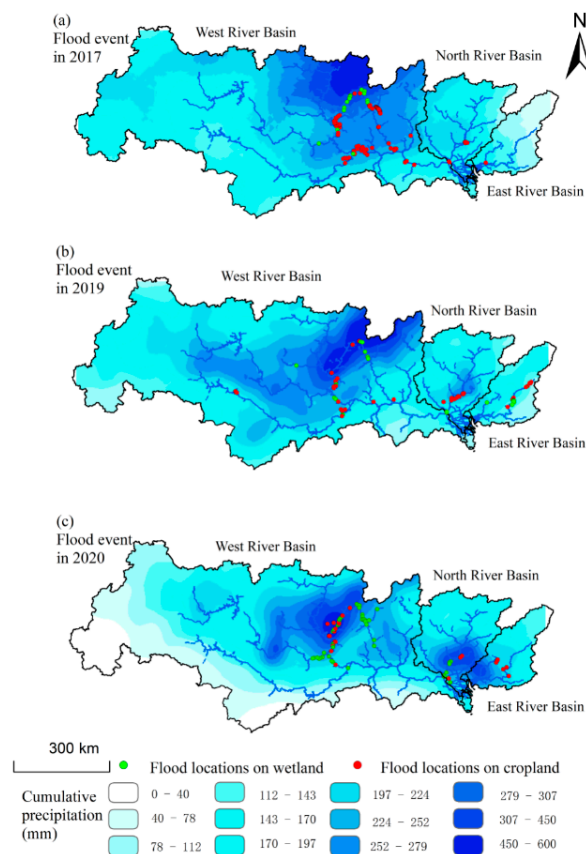 (a)
Flood event
in 2017
West River Basin
North River Basin
N
East River Basin
(b)
Flood event
in 2019
West River Basin
North River Basin
East River Basin
(c)
Flood event
in 2020
West River Basin
North River Basin
East River Basin
300 km
Flood locations on wetland
Flood locations on cropland
Cumulative
precipitation
(mm)
0 - 40
40 - 78
78 - 112
112 - 143
143 - 170
170 - 197
197 - 224
224 - 252
252 - 279
279 - 307
307 - 450
450 - 600